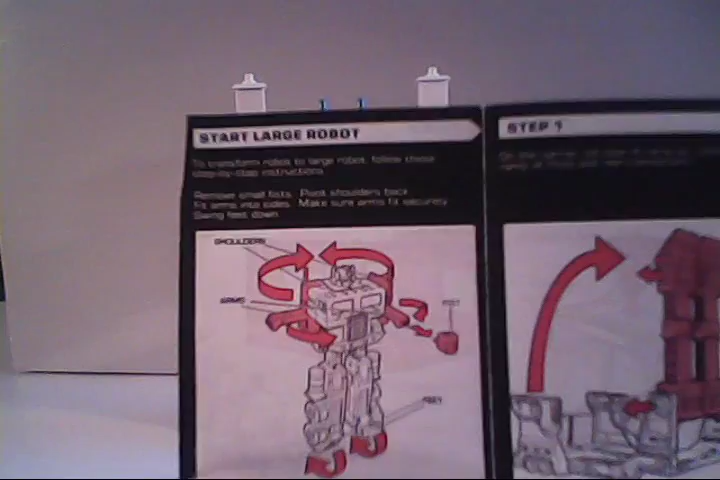 START LARGE ROBOT
To transform robot to large robot, follow these
step-by-step instructions.
Remove small fists. Pivot shoulders back.
Fit arms into sides. Make sure arms fit securely.
Swing feet down.
SHOULDERS
ARMS
FIST
FEET
STEP 1